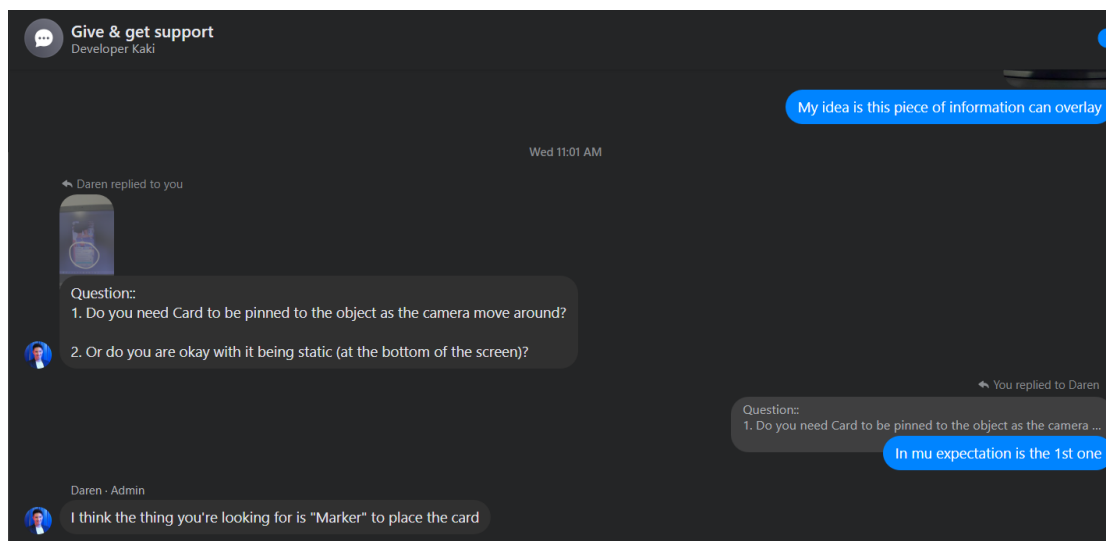 Give & get support
Developer Kaki
My idea is this piece of information can overlay
Wed 11:01 AM
Daren replied to you
Question::
1. Do you need Card to be pinned to the object as the camera move around?
2. Or do you are okay with it being static (at the bottom of the screen)?
You replied to Daren
Question::
1. Do you need Card to be pinned to the object as the camera ...
In mu expectation is the 1st one
Daren · Admin
I think the thing you're looking for is "Marker" to place the card